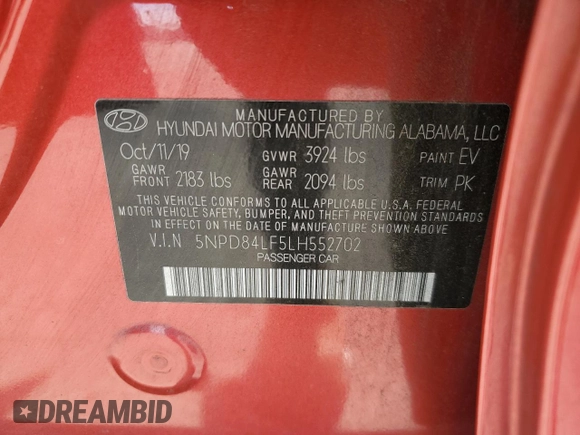 MANUFACTURED BY
HYUNDAI MOTOR MANUFACTURING ALABAMA, LLC
Oct/11/19 GVWR 3924 lbs PAINT EV
GAWR FRONT 2183 lbs GAWR REAR 2094 lbs TRIM PK
THIS VEHICLE CONFORMS TO ALL APPLICABLE U.S. FEDERAL
MOTOR VEHICLE SAFETY, BUMPER, AND THEFT PREVENTION STANDARDS
IN EFFECT ON THE DATE OF MANUFACTURE SHOWN ABOVE.
V.I.N 5NPD84LF5LH552702
PASSENGER CAR
DREAMBID